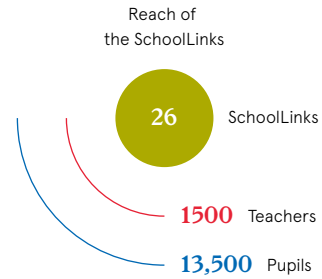 Reach of
the SchoolLinks
26 SchoolLinks
1500 Teachers
13,500 Pupils